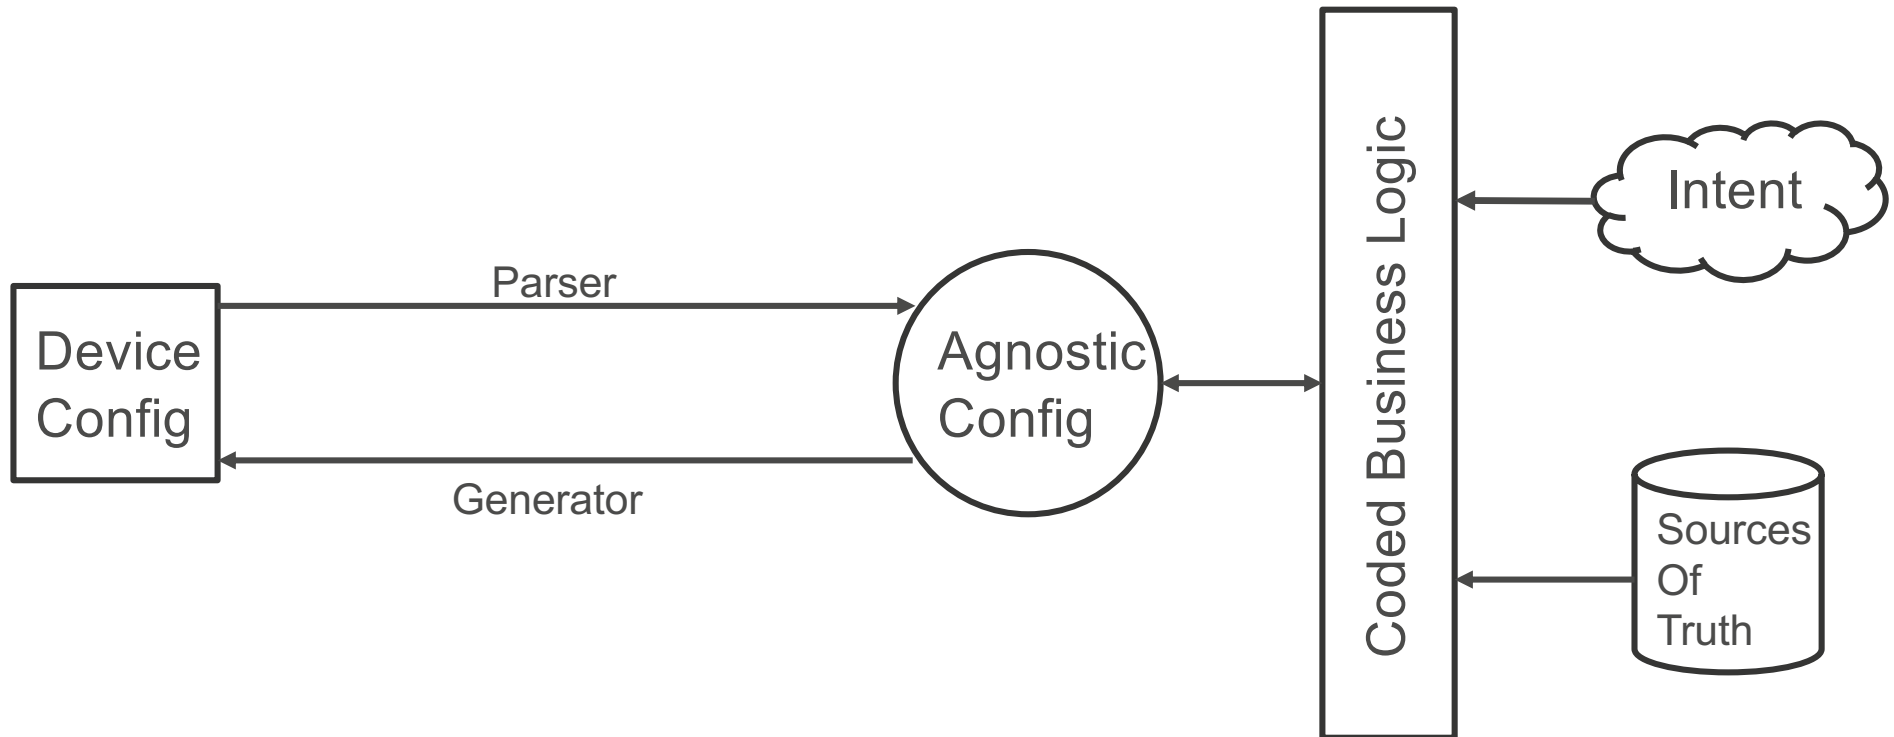 Device
Config
Parser
Generator
Agnostic
Config
Coded Business Logic
Intent
Sources
Of
Truth